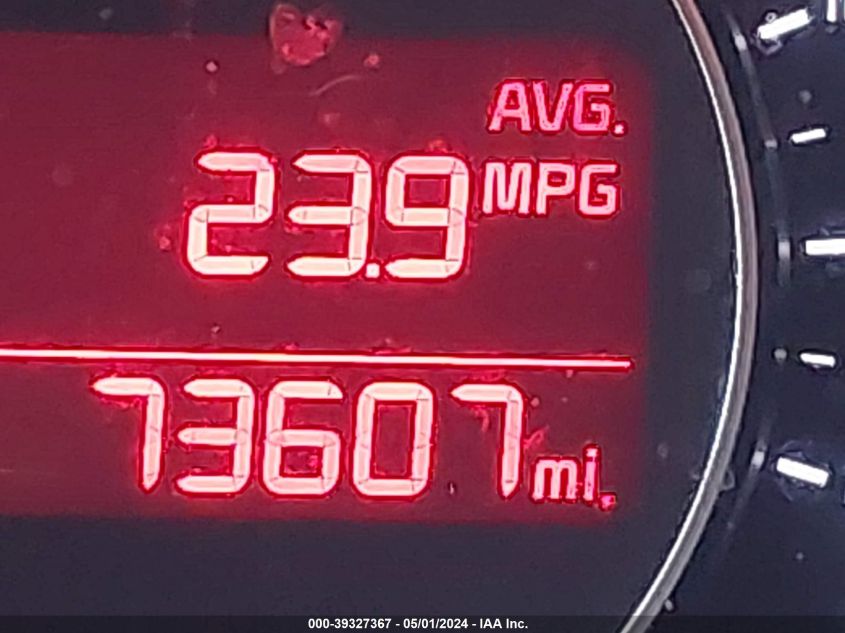 AVG.
23.9 MPG
73607 mi.
000-39327367 - 05/01/2024 - IAA Inc.